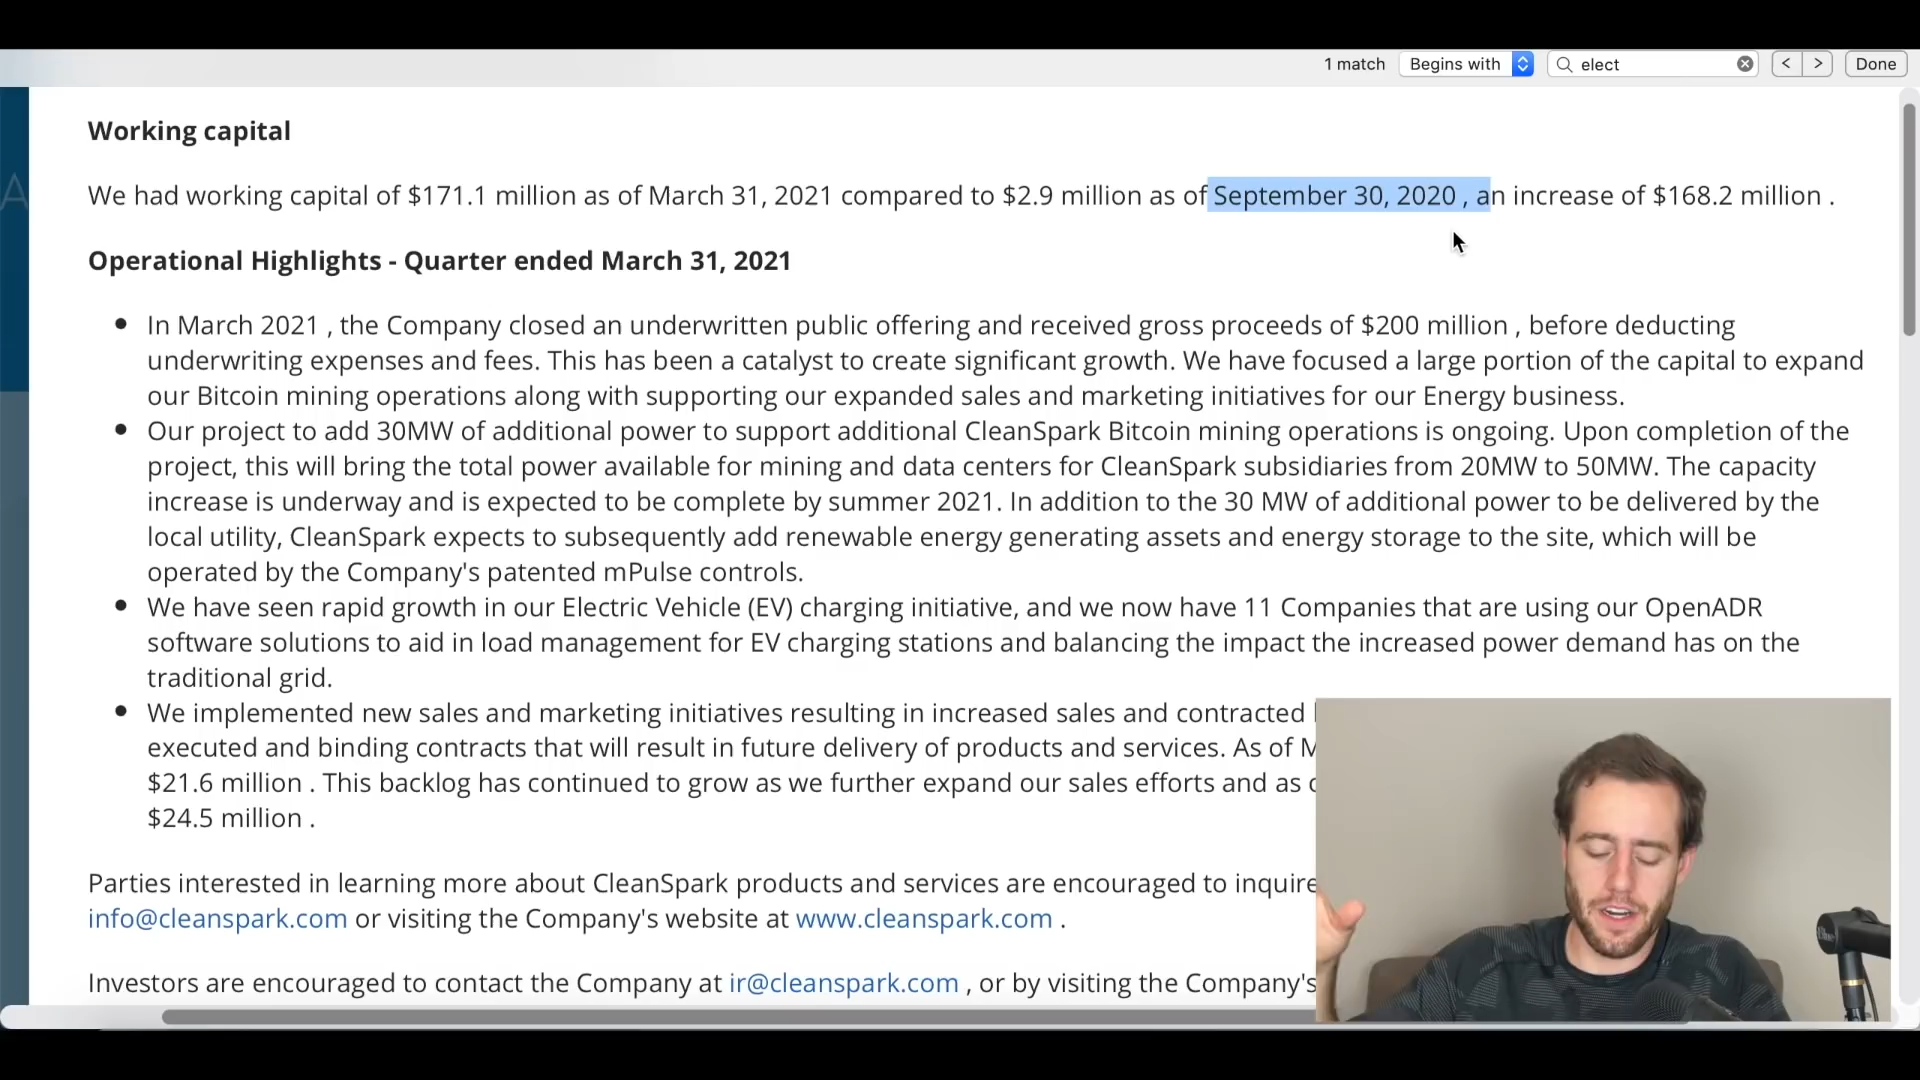 1 match Begins with elect Done
Working capital
We had working capital of $171.1 million as of March 31, 2021 compared to $2.9 million as of September 30, 2020 , an increase of $168.2 million .
Operational Highlights - Quarter ended March 31, 2021
In March 2021 , the Company closed an underwritten public offering and received gross proceeds of $200 million , before deducting
underwriting expenses and fees. This has been a catalyst to create significant growth. We have focused a large portion of the capital to expand
our Bitcoin mining operations along with supporting our expanded sales and marketing initiatives for our Energy business.
Our project to add 30MW of additional power to support additional CleanSpark Bitcoin mining operations is ongoing. Upon completion of the
project, this will bring the total power available for mining and data centers for CleanSpark subsidiaries from 20MW to 50MW. The capacity
increase is underway and is expected to be complete by summer 2021. In addition to the 30 MW of additional power to be delivered by the
local utility, CleanSpark expects to subsequently add renewable energy generating assets and energy storage to the site, which will be
operated by the Company's patented mPulse controls.
We have seen rapid growth in our Electric Vehicle (EV) charging initiative, and we now have 11 Companies that are using our OpenADR
software solutions to aid in load management for EV charging stations and balancing the impact the increased power demand has on the
traditional grid.
We implemented new sales and marketing initiatives resulting in increased sales and contracted
executed and binding contracts that will result in future delivery of products and services. As of M
$21.6 million . This backlog has continued to grow as we further expand our sales efforts and as
$24.5 million .
Parties interested in learning more about CleanSpark products and services are encouraged to inquire
info@cleanspark.com or visiting the Company's website at www.cleanspark.com .
Investors are encouraged to contact the Company at ir@cleanspark.com , or by visiting the Company's